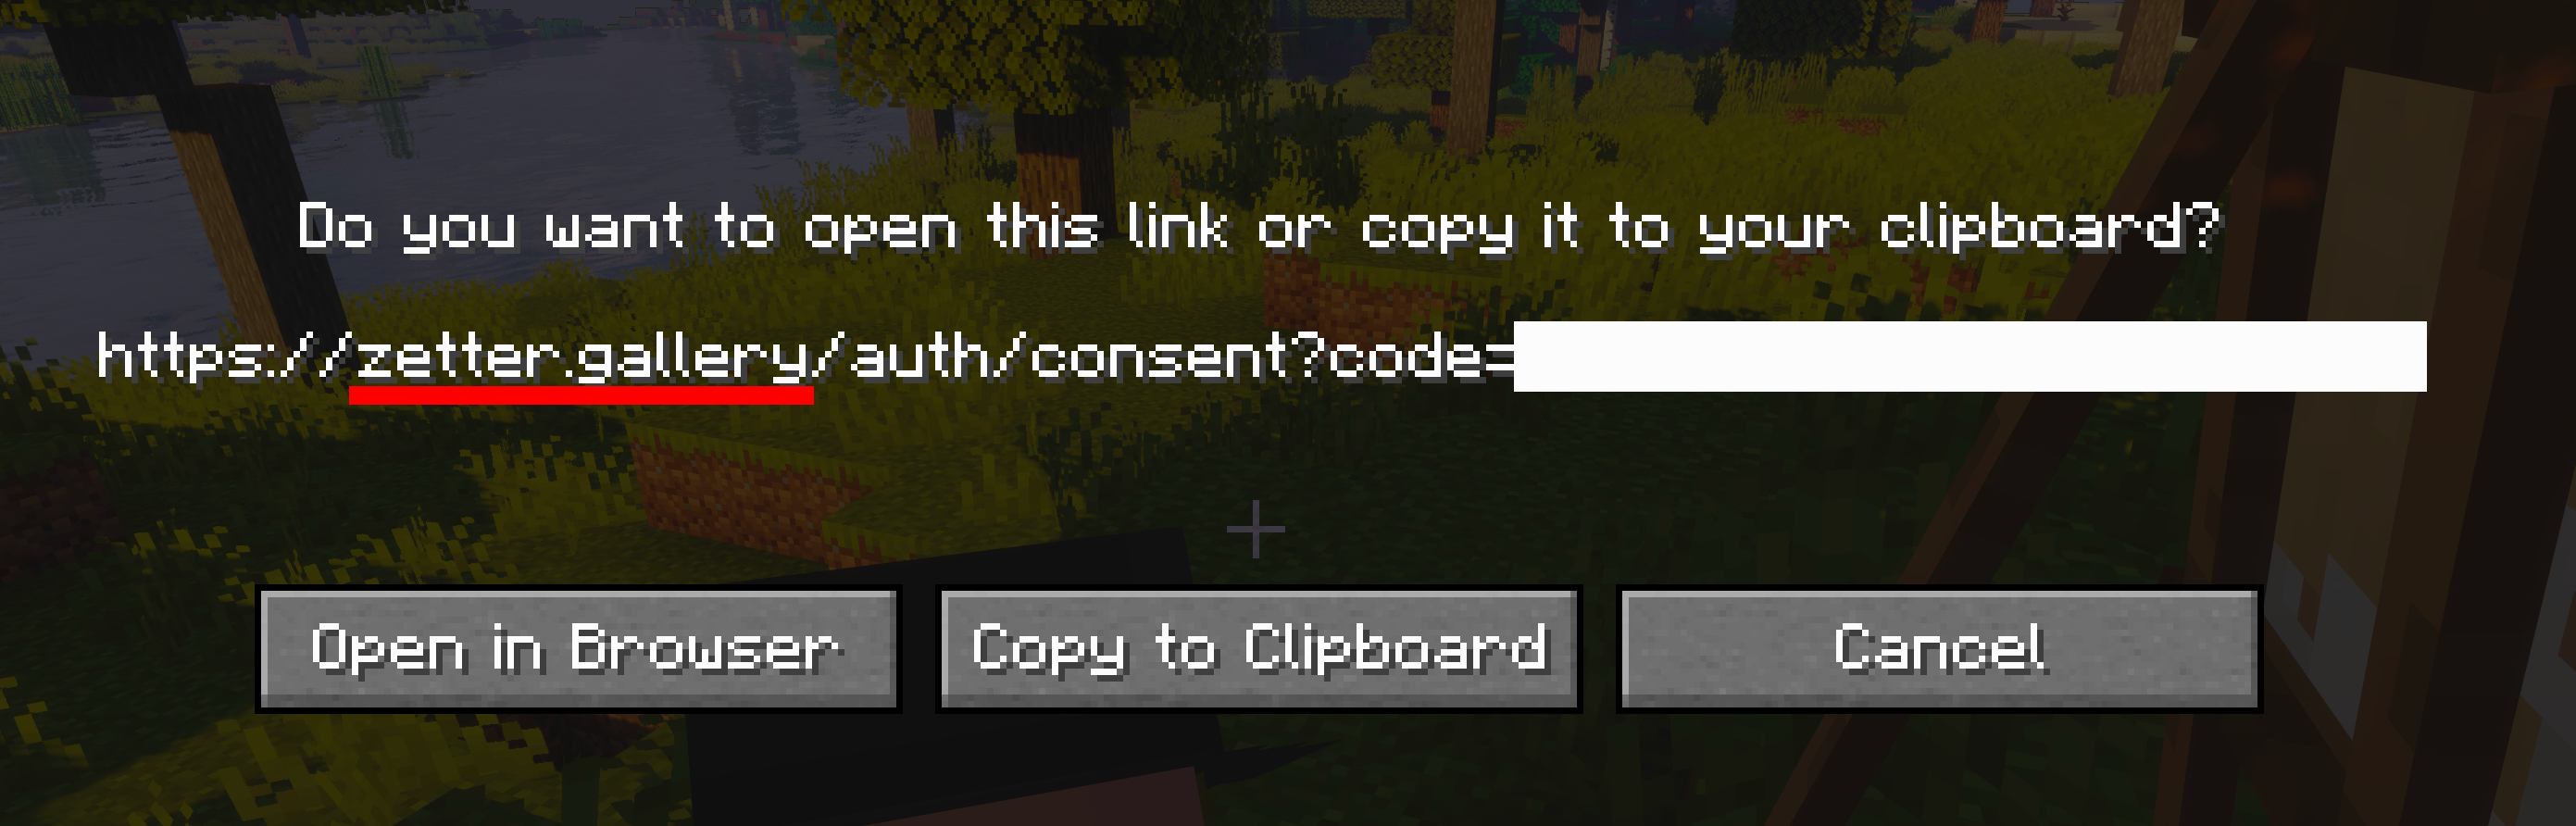 Do you want to open this link or copy it to your clipboard?
https://zetter.gallery/auth/consent?code=
Open in Browser
Copy to Clipboard
Cancel